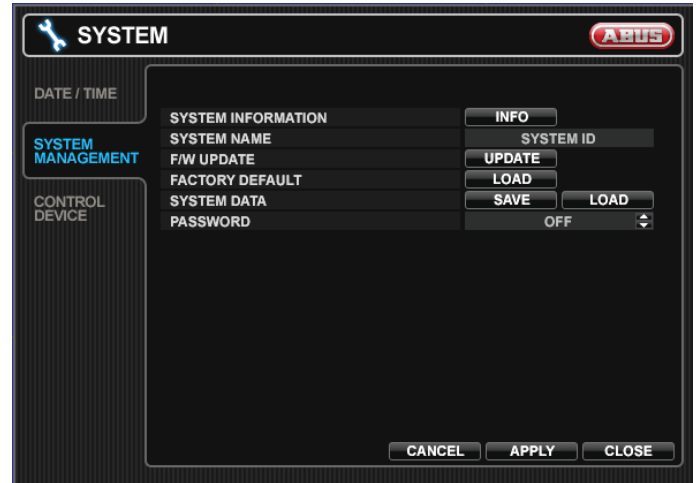 SYSTEM
ABUS
DATE / TIME
SYSTEM
MANAGEMENT
CONTROL
DEVICE
SYSTEM INFORMATION INFO
SYSTEM NAME SYSTEM ID
F/W UPDATE UPDATE
FACTORY DEFAULT LOAD
SYSTEM DATA SAVE LOAD
PASSWORD OFF
CANCEL APPLY CLOSE